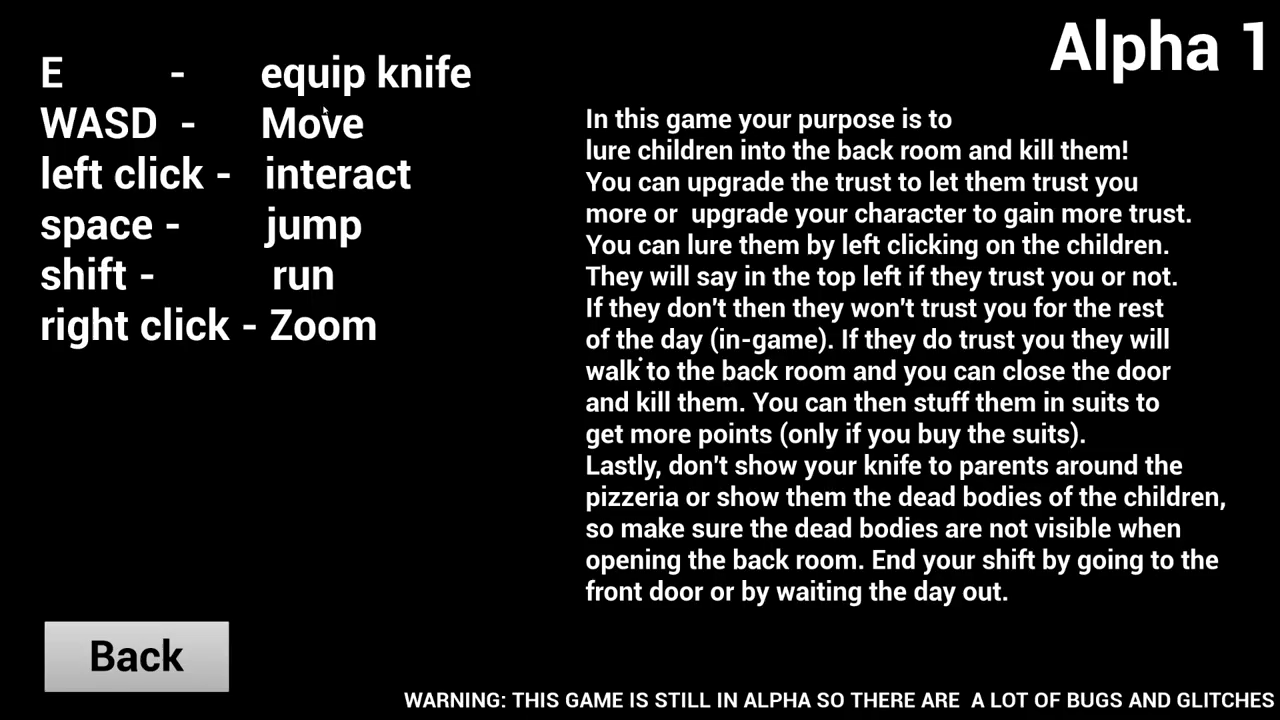 Alpha 1
E - equip knife
WASD - Move
left click - interact
space - jump
shift - run
right click - Zoom
In this game your purpose is to
lure children into the back room and kill them!
You can upgrade the trust to let them trust you
more or upgrade your character to gain more trust.
You can lure them by left clicking on the children.
They will say in the top left if they trust you or not.
If they don't then they won't trust you for the rest
of the day (in-game). If they do trust you they will
walk to the back room and you can close the door
and kill them. You can then stuff them in suits to
get more points (only if you buy the suits).
Lastly, don't show your knife to parents around the
pizzeria or show them the dead bodies of the children,
so make sure the dead bodies are not visible when
opening the back room. End your shift by going to the
front door or by waiting the day out.
Back
WARNING: THIS GAME IS STILL IN ALPHA SO THERE ARE A LOT OF BUGS AND GLITCHES